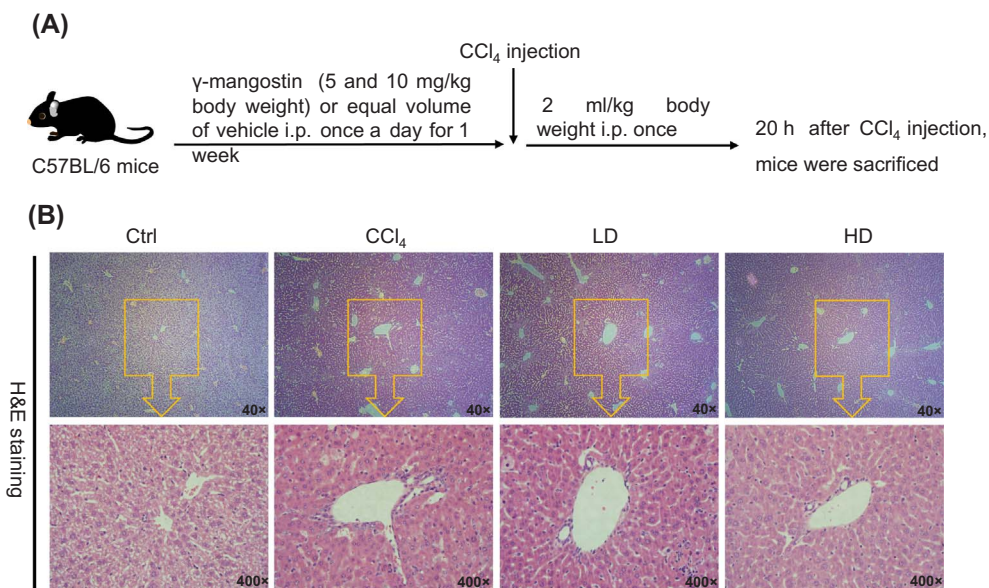 (A)
CCl₄ injection
γ-mangostin (5 and 10 mg/kg
body weight) or equal volume
of vehicle i.p. once a day for 1
week
2 ml/kg body
weight i.p. once
20 h after CCl₄ injection,
mice were sacrificed
C57BL/6 mice
(B)
Ctrl
CCl₄
LD
HD
H&E staining
40×
40×
40×
40×
400×
400×
400×
400×